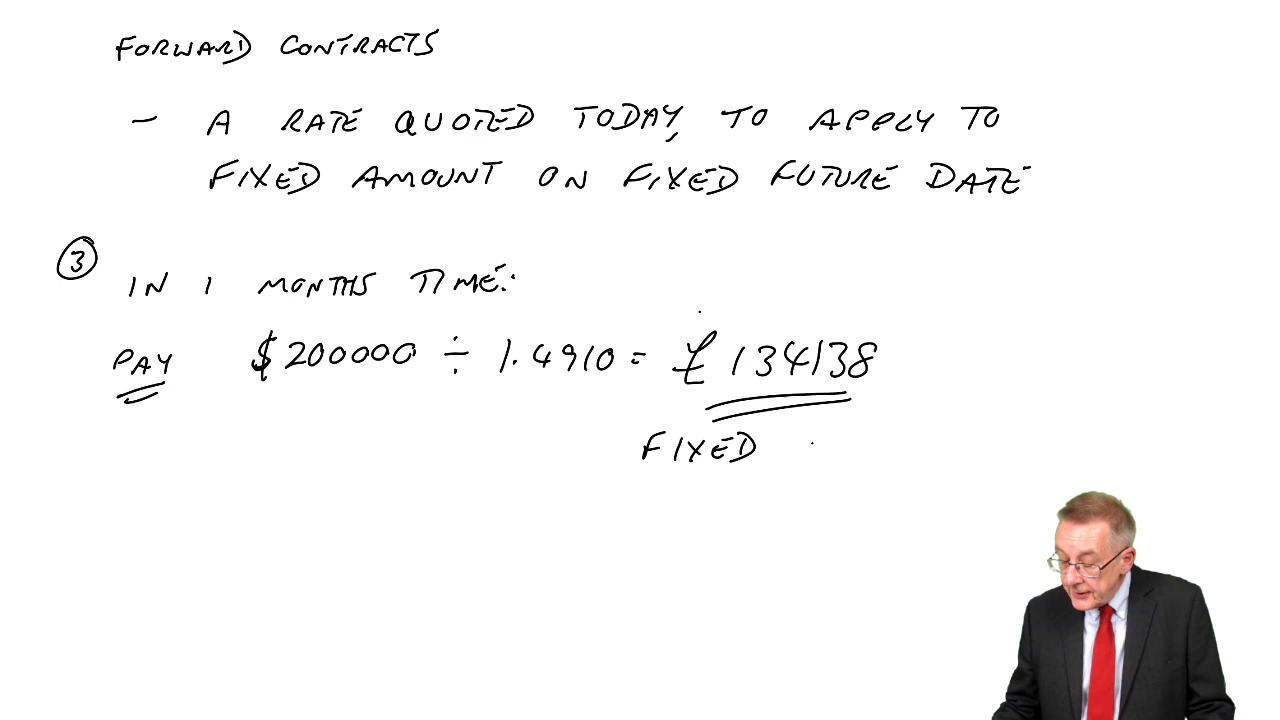 FORWARD CONTRACTS
- A RATE QUOTED TODAY, TO APPLY TO
FIXED AMOUNT ON FIXED FUTURE DATE
3
IN 1 MONTHS TIME:
PAY $200000 ÷ 1.4910 = £134138
FIXED